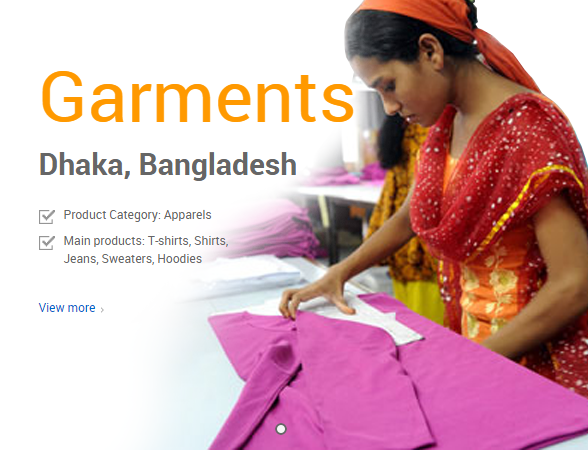 Garments
Dhaka, Bangladesh
Product Category: Apparels
Main products: T-shirts, Shirts,
Jeans, Sweaters, Hoodies
View more ›